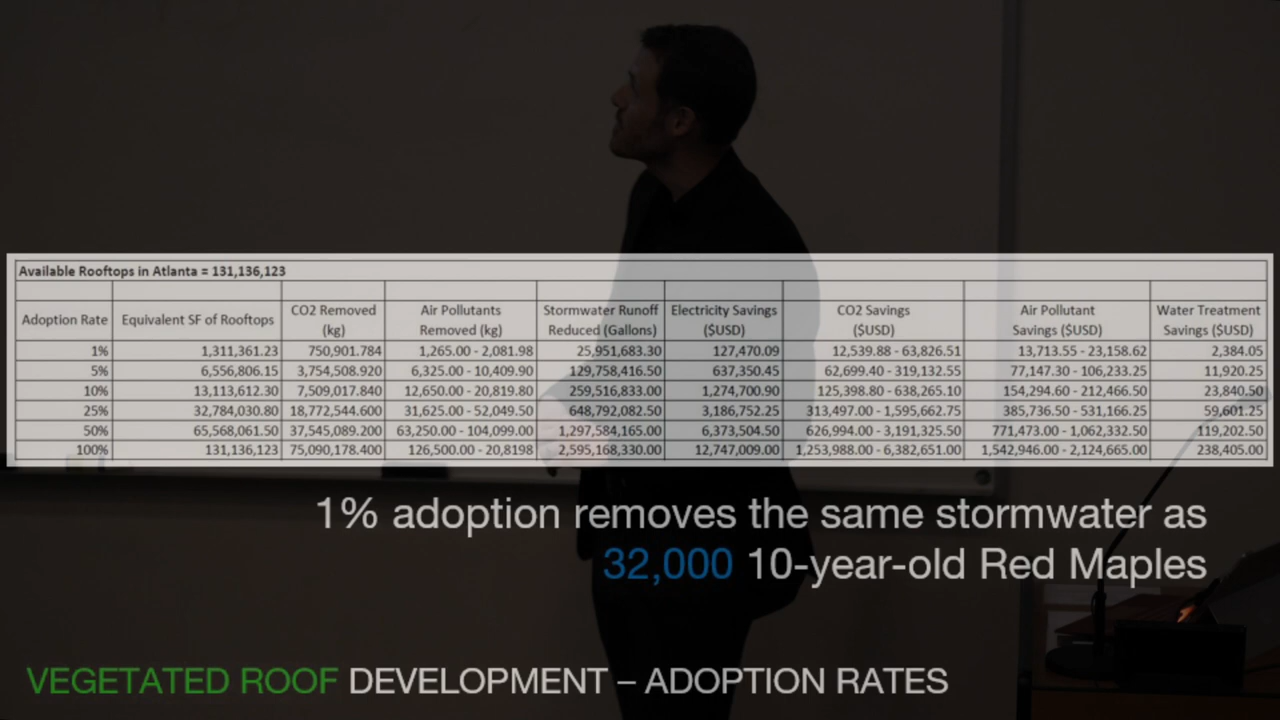 Available Rooftops in Atlanta = 131,136,123
Adoption Rate Equivalent SF of Rooftops CO2 Removed (kg) Air Pollutants Removed (kg) Stormwater Runoff Reduced (Gallons) Electricity Savings ($USD) CO2 Savings ($USD) Air Pollutant Savings ($USD) Water Treatment Savings ($USD)
1% 1,311,361.23 750,901.784 1,265.00 - 2,081.98 25,951,683.30 127,470.09 12,539.88 - 63,826.51 13,713.55 - 23,158.62 2,384.05
5% 6,556,806.15 3,754,508.920 6,325.00 - 10,409.90 129,758,416.50 637,350.45 62,699.40 - 319,132.55 77,147.30 - 106,233.25 11,920.25
10% 13,113,612.30 7,509,017.840 12,650.00 - 20,819.80 259,516,833.00 1,274,700.90 125,398.80 - 638,265.10 154,294.60 - 212,466.50 23,840.50
25% 32,784,030.80 18,772,544.600 31,625.00 - 52,049.50 648,792,082.50 3,186,752.25 313,497.00 - 1,595,662.75 385,736.50 - 531,166.25 59,601.25
50% 65,568,061.50 37,545,089.200 63,250.00 - 104,099.00 1,297,584,165.00 6,373,504.50 626,994.00 - 3,191,325.50 771,473.00 - 1,062,332.50 119,202.50
100% 131,136,123 75,090,178.400 126,500.00 - 20,8198 2,595,168,330.00 12,747,009.00 1,253,988.00 - 6,382,651.00 1,542,946.00 - 2,124,665.00 238,405.00
1% adoption removes the same stormwater as
32,000 10-year-old Red Maples
VEGETATED ROOF DEVELOPMENT – ADOPTION RATES